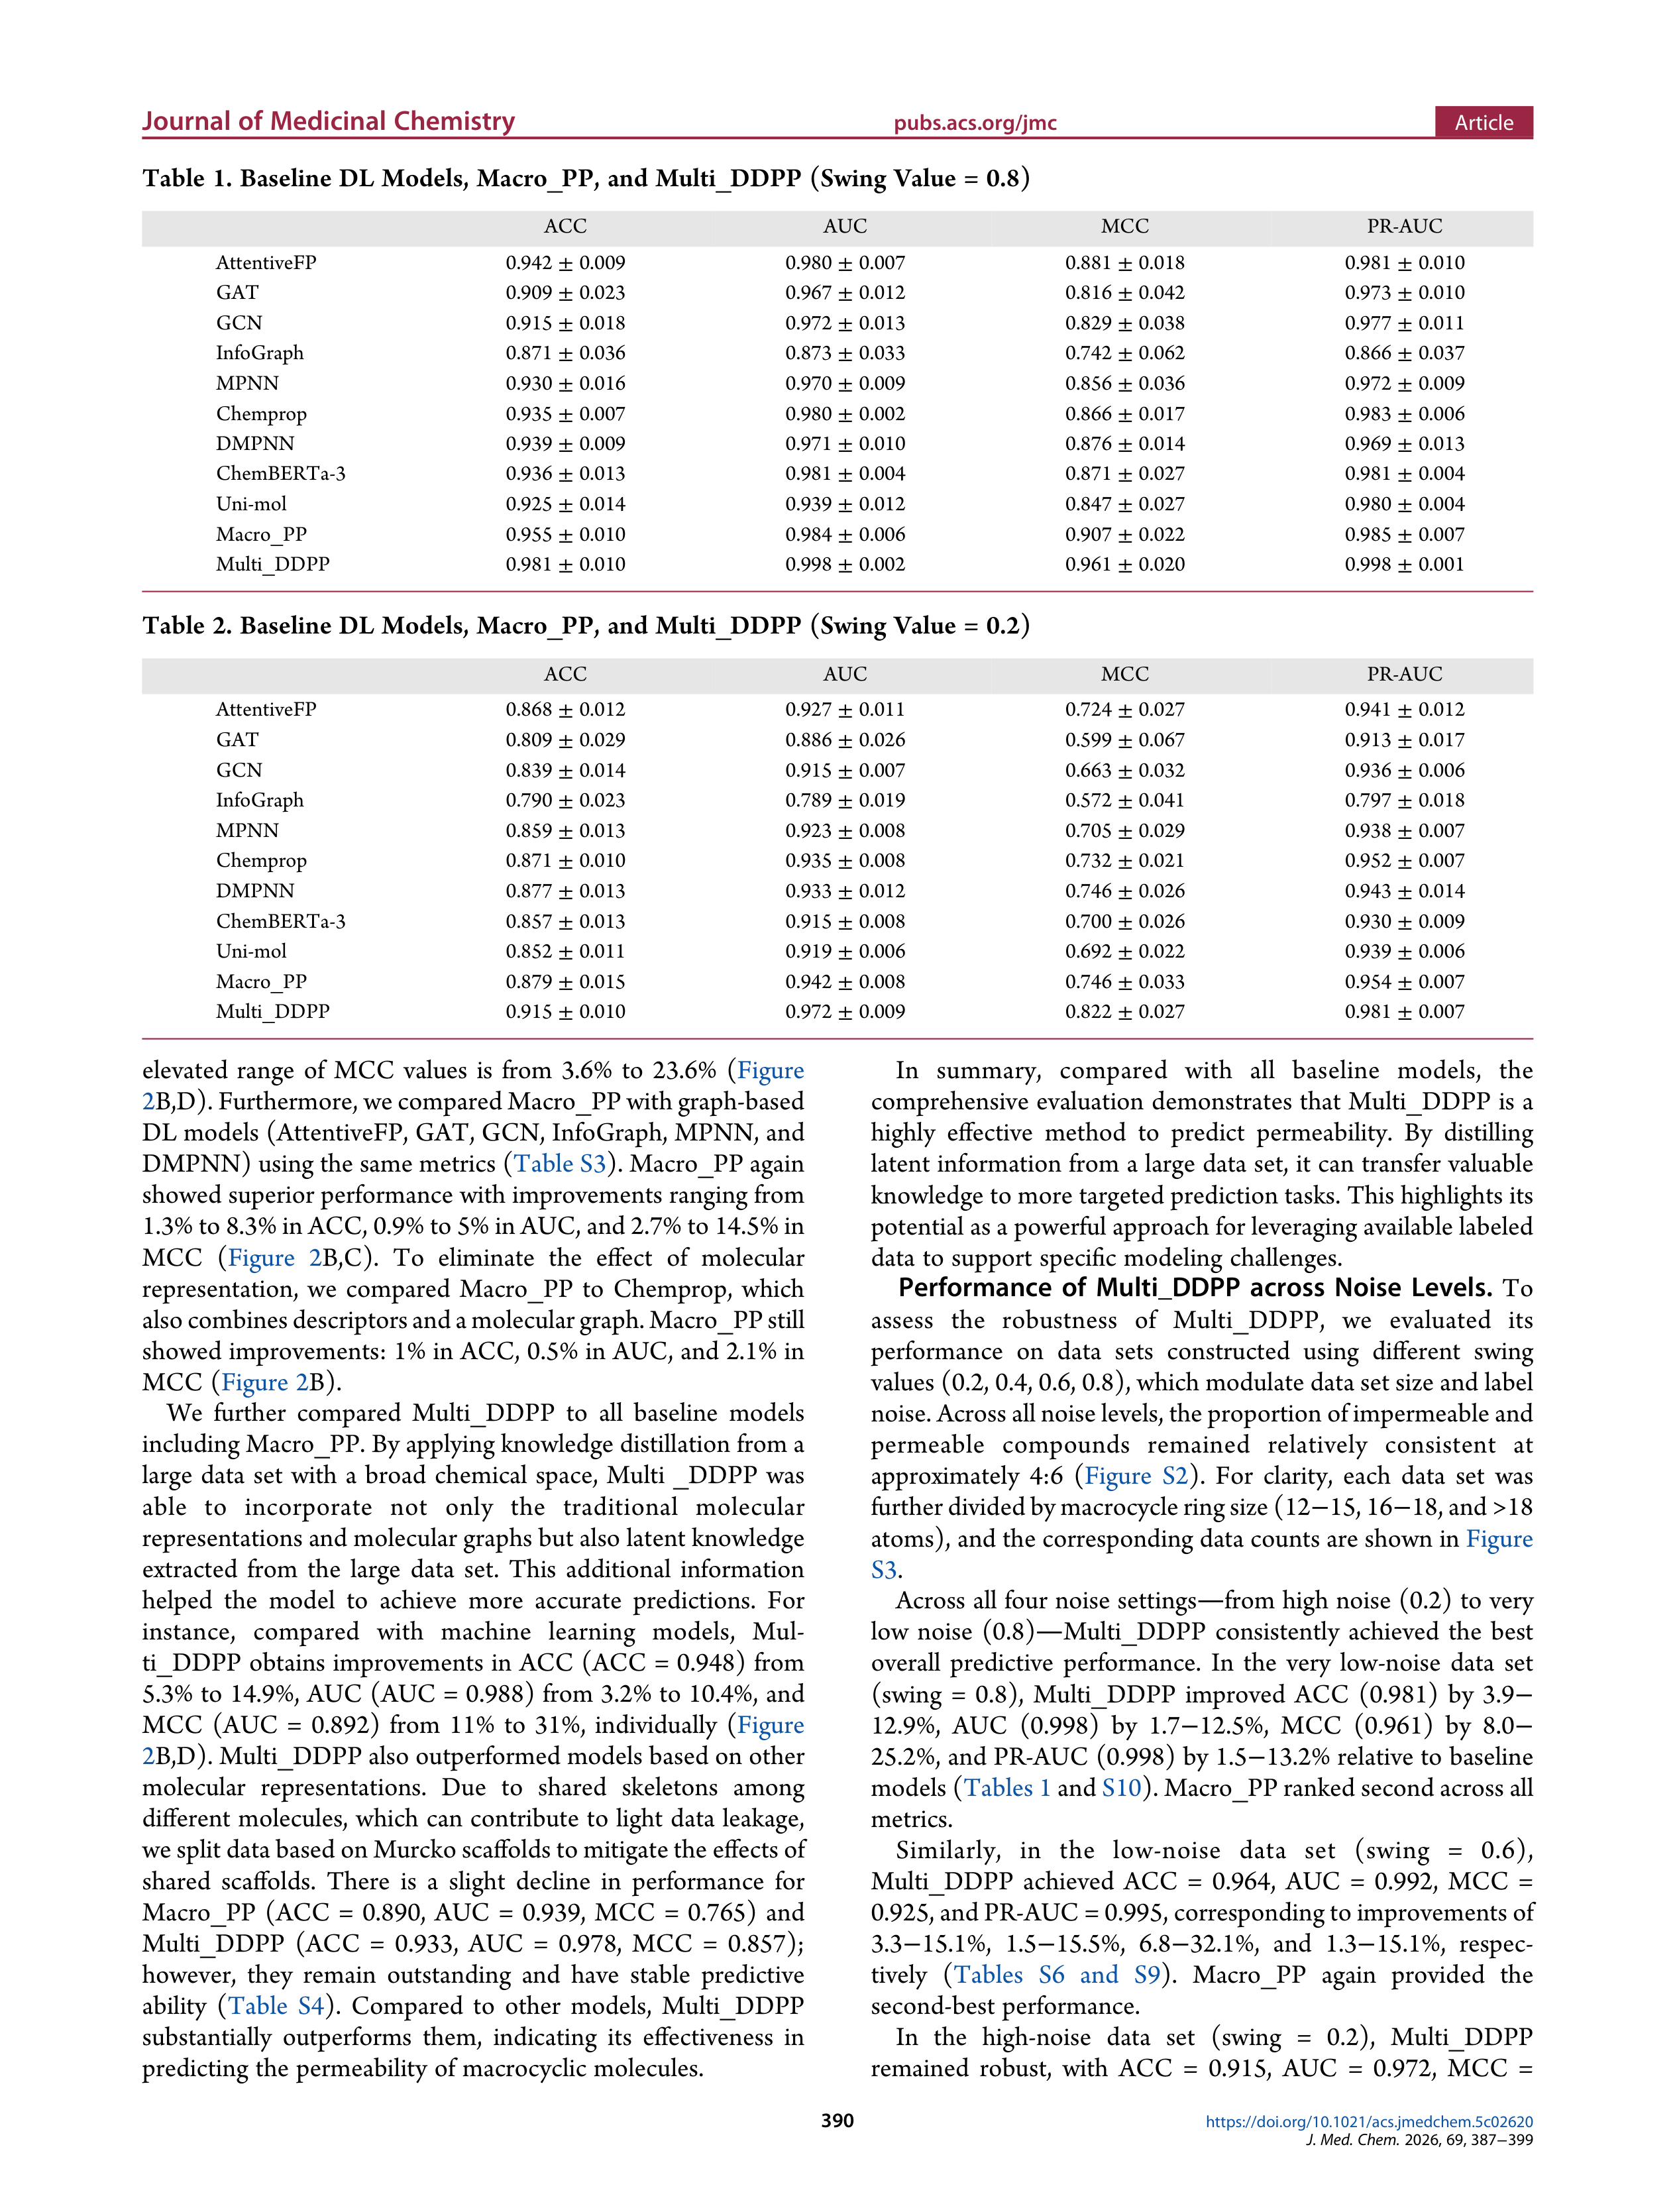 Journal of Medicinal Chemistry pubs.acs.org/jmc Article
Table 1. Baseline DL Models, Macro_PP, and Multi_DDPP (Swing Value = 0.8)
ACC AUC MCC PR-AUC
AttentiveFP 0.942 ± 0.009 0.980 ± 0.007 0.881 ± 0.018 0.981 ± 0.010
GAT 0.909 ± 0.023 0.967 ± 0.012 0.816 ± 0.042 0.973 ± 0.010
GCN 0.915 ± 0.018 0.972 ± 0.013 0.829 ± 0.038 0.977 ± 0.011
InfoGraph 0.871 ± 0.036 0.873 ± 0.033 0.742 ± 0.062 0.866 ± 0.037
MPNN 0.930 ± 0.016 0.970 ± 0.009 0.856 ± 0.036 0.972 ± 0.009
Chemprop 0.935 ± 0.007 0.980 ± 0.002 0.866 ± 0.017 0.983 ± 0.006
DMPNN 0.939 ± 0.009 0.971 ± 0.010 0.876 ± 0.014 0.969 ± 0.013
ChemBERTa-3 0.936 ± 0.013 0.981 ± 0.004 0.871 ± 0.027 0.981 ± 0.004
Uni-mol 0.925 ± 0.014 0.939 ± 0.012 0.847 ± 0.027 0.980 ± 0.004
Macro_PP 0.955 ± 0.010 0.984 ± 0.006 0.907 ± 0.022 0.985 ± 0.007
Multi_DDPP 0.981 ± 0.010 0.998 ± 0.002 0.961 ± 0.020 0.998 ± 0.001
Table 2. Baseline DL Models, Macro_PP, and Multi_DDPP (Swing Value = 0.2)
ACC AUC MCC PR-AUC
AttentiveFP 0.868 ± 0.012 0.927 ± 0.011 0.724 ± 0.027 0.941 ± 0.012
GAT 0.809 ± 0.029 0.886 ± 0.026 0.599 ± 0.067 0.913 ± 0.017
GCN 0.839 ± 0.014 0.915 ± 0.007 0.663 ± 0.032 0.936 ± 0.006
InfoGraph 0.790 ± 0.023 0.789 ± 0.019 0.572 ± 0.041 0.797 ± 0.018
MPNN 0.859 ± 0.013 0.923 ± 0.008 0.705 ± 0.029 0.938 ± 0.007
Chemprop 0.871 ± 0.010 0.935 ± 0.008 0.732 ± 0.021 0.952 ± 0.007
DMPNN 0.877 ± 0.013 0.933 ± 0.012 0.746 ± 0.026 0.943 ± 0.014
ChemBERTa-3 0.857 ± 0.013 0.915 ± 0.008 0.700 ± 0.026 0.930 ± 0.009
Uni-mol 0.852 ± 0.011 0.919 ± 0.006 0.692 ± 0.022 0.939 ± 0.006
Macro_PP 0.879 ± 0.015 0.942 ± 0.008 0.746 ± 0.033 0.954 ± 0.007
Multi_DDPP 0.915 ± 0.010 0.972 ± 0.009 0.822 ± 0.027 0.981 ± 0.007
elevated range of MCC values is from 3.6% to 23.6% (Figure
2B,D). Furthermore, we compared Macro_PP with graph-based
DL models (AttentiveFP, GAT, GCN, InfoGraph, MPNN, and
DMPNN) using the same metrics (Table S3). Macro_PP again
showed superior performance with improvements ranging from
1.3% to 8.3% in ACC, 0.9% to 5% in AUC, and 2.7% to 14.5% in
MCC (Figure 2B,C). To eliminate the effect of molecular
representation, we compared Macro_PP to Chemprop, which
also combines descriptors and a molecular graph. Macro_PP still
showed improvements: 1% in ACC, 0.5% in AUC, and 2.1% in
MCC (Figure 2B).
We further compared Multi_DDPP to all baseline models
including Macro_PP. By applying knowledge distillation from a
large data set with a broad chemical space, Multi _DDPP was
able to incorporate not only the traditional molecular
representations and molecular graphs but also latent knowledge
extracted from the large data set. This additional information
helped the model to achieve more accurate predictions. For
instance, compared with machine learning models, Mul-
ti_DDPP obtains improvements in ACC (ACC = 0.948) from
5.3% to 14.9%, AUC (AUC = 0.988) from 3.2% to 10.4%, and
MCC (AUC = 0.892) from 11% to 31%, individually (Figure
2B,D). Multi_DDPP also outperformed models based on other
molecular representations. Due to shared skeletons among
different molecules, which can contribute to light data leakage,
we split data based on Murcko scaffolds to mitigate the effects of
shared scaffolds. There is a slight decline in performance for
Macro_PP (ACC = 0.890, AUC = 0.939, MCC = 0.765) and
Multi_DDPP (ACC = 0.933, AUC = 0.978, MCC = 0.857);
however, they remain outstanding and have stable predictive
ability (Table S4). Compared to other models, Multi_DDPP
substantially outperforms them, indicating its effectiveness in
predicting the permeability of macrocyclic molecules.
In summary, compared with all baseline models, the
comprehensive evaluation demonstrates that Multi_DDPP is a
highly effective method to predict permeability. By distilling
latent information from a large data set, it can transfer valuable
knowledge to more targeted prediction tasks. This highlights its
potential as a powerful approach for leveraging available labeled
data to support specific modeling challenges.
Performance of Multi_DDPP across Noise Levels. To
assess the robustness of Multi_DDPP, we evaluated its
performance on data sets constructed using different swing
values (0.2, 0.4, 0.6, 0.8), which modulate data set size and label
noise. Across all noise levels, the proportion of impermeable and
permeable compounds remained relatively consistent at
approximately 4:6 (Figure S2). For clarity, each data set was
further divided by macrocycle ring size (12−15, 16−18, and >18
atoms), and the corresponding data counts are shown in Figure
S3.
Across all four noise settings—from high noise (0.2) to very
low noise (0.8)—Multi_DDPP consistently achieved the best
overall predictive performance. In the very low-noise data set
(swing = 0.8), Multi_DDPP improved ACC (0.981) by 3.9−
12.9%, AUC (0.998) by 1.7−12.5%, MCC (0.961) by 8.0−
25.2%, and PR-AUC (0.998) by 1.5−13.2% relative to baseline
models (Tables 1 and S10). Macro_PP ranked second across all
metrics.
Similarly, in the low-noise data set (swing = 0.6),
Multi_DDPP achieved ACC = 0.964, AUC = 0.992, MCC =
0.925, and PR-AUC = 0.995, corresponding to improvements of
3.3−15.1%, 1.5−15.5%, 6.8−32.1%, and 1.3−15.1%, respec-
tively (Tables S6 and S9). Macro_PP again provided the
second-best performance.
In the high-noise data set (swing = 0.2), Multi_DDPP
remained robust, with ACC = 0.915, AUC = 0.972, MCC =
390
https://doi.org/10.1021/acs.jmedchem.5c02620
J. Med. Chem. 2026, 69, 387−399